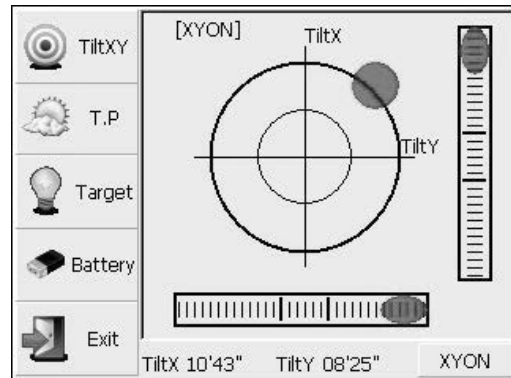 TiltXY
T.P
Target
Battery
Exit
[XYON]
TiltX
TiltY
TiltX 10'43" TiltY 08'25" XYON